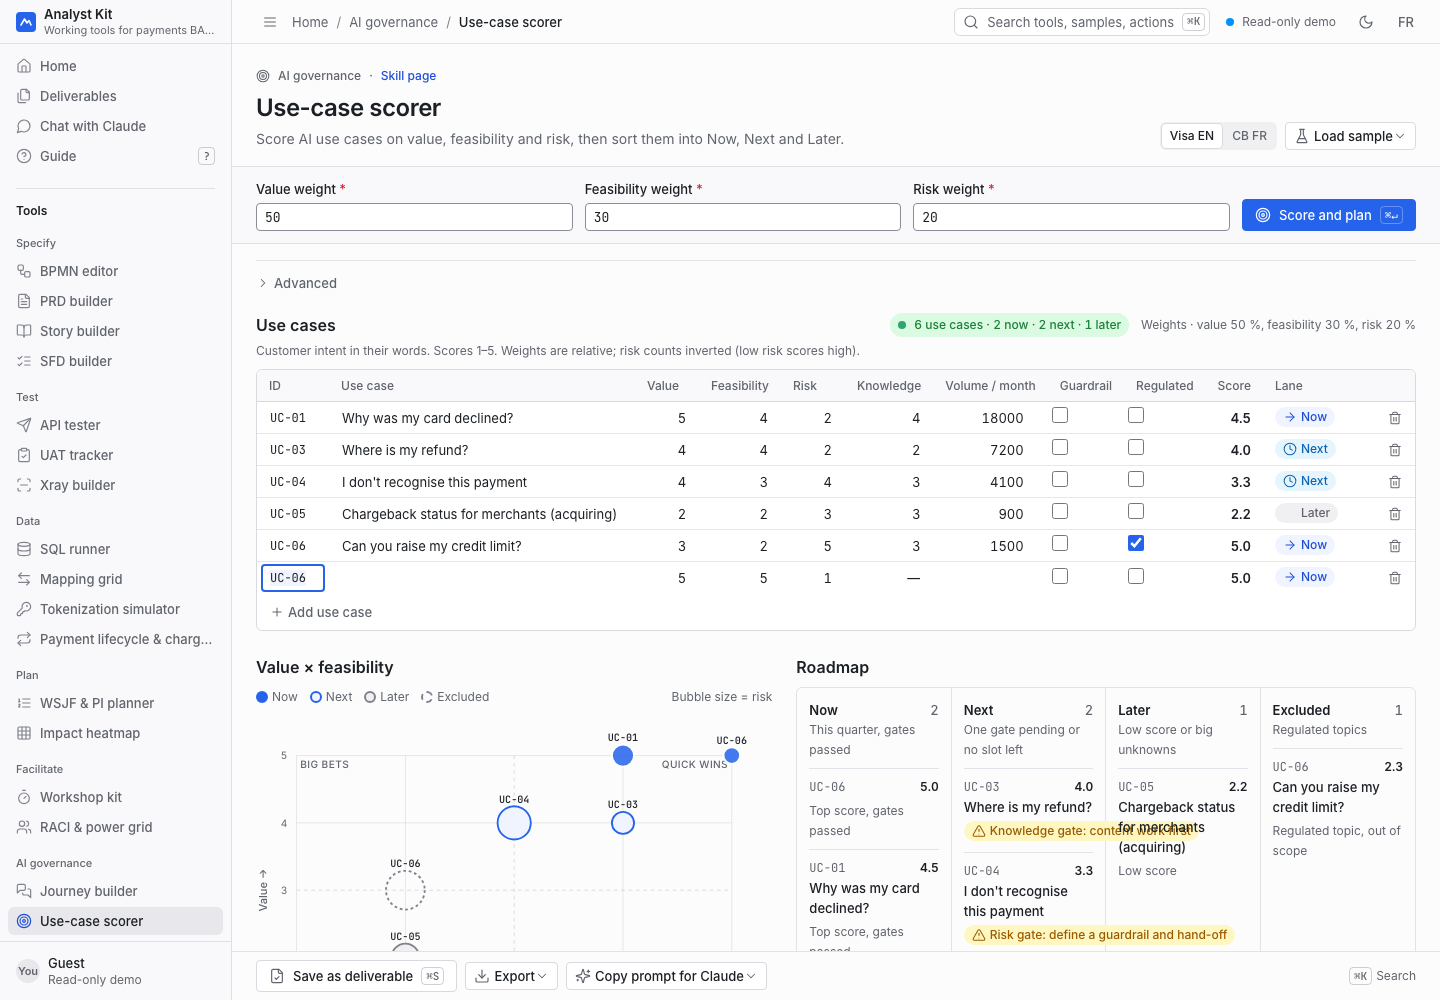 Analyst Kit
Working tools for payments BA...
Home
Deliverables
Chat with Claude
Guide
?
Tools
Specify
BPMN editor
PRD builder
Story builder
SFD builder
Test
API tester
UAT tracker
Xray builder
Data
SQL runner
Mapping grid
Tokenization simulator
Payment lifecycle & charg...
Plan
WSJF & PI planner
Impact heatmap
Facilitate
Workshop kit
RACI & power grid
AI governance
Journey builder
Use-case scorer
You
Guest
Read-only demo
Home / AI governance / Use-case scorer
Search tools, samples, actions ⌘K
Read-only demo
FR
AI governance · Skill page
Use-case scorer
Score AI use cases on value, feasibility and risk, then sort them into Now, Next and Later.
Visa EN CB FR
Load sample
Value weight * Feasibility weight * Risk weight *
50 30 20
Score and plan ⌘↵
Advanced
Use cases
6 use cases · 2 now · 2 next · 1 later
Weights · value 50 %, feasibility 30 %, risk 20 %
Customer intent in their words. Scores 1–5. Weights are relative; risk counts inverted (low risk scores high).
ID Use case Value Feasibility Risk Knowledge Volume / month Guardrail Regulated Score Lane
UC-01 Why was my card declined? 5 4 2 4 18000 4.5 Now
UC-03 Where is my refund? 4 4 2 2 7200 4.0 Next
UC-04 I don't recognise this payment 4 3 4 3 4100 3.3 Next
UC-05 Chargeback status for merchants (acquiring) 2 2 3 3 900 2.2 Later
UC-06 Can you raise my credit limit? 3 2 5 3 1500 5.0 Now
UC-06 5 5 1 — 5.0 Now
Add use case
Value × feasibility
Now Next Later Excluded
Bubble size = risk
UC-01
UC-06
5
BIG BETS
QUICK WINS
UC-04
UC-03
4
UC-06
3
UC-05
Value →
Roadmap
Now 2
This quarter, gates
passed
UC-06 5.0
Top score, gates
passed
UC-01 4.5
Why was my card
declined?
Top score, gates
passed
Next 2
One gate pending or
no slot left
UC-03 4.0
Where is my refund?
Knowledge gate: content work first
UC-04 3.3
I don't recognise
this payment
Risk gate: define a guardrail and hand-off
Later 1
Low score or big
unknowns
UC-05 2.2
Chargeback status
for merchants
(acquiring)
Low score
Excluded 1
Regulated topics
UC-06 2.3
Can you raise my
credit limit?
Regulated topic, out of
scope
Save as deliverable ⌘S
Export
Copy prompt for Claude
⌘K Search